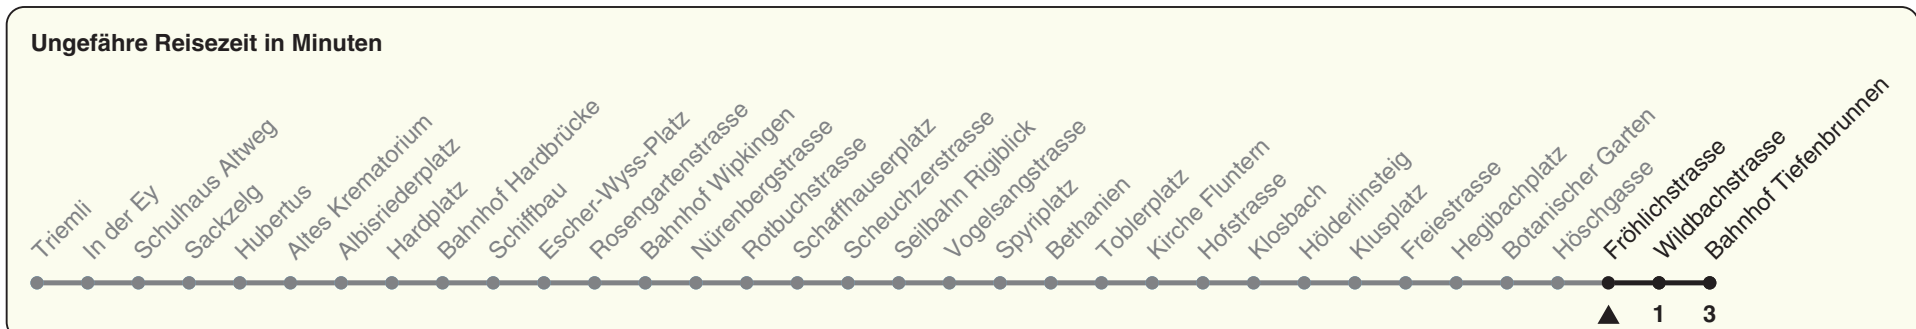 Ungefähre Reisezeit in Minuten
Triemli
In der Ey
Schulhaus Altweg
Sackzelg
Hubertus
Altes Krematorium
Albisriederplatz
Hardplatz
Bahnhof Hardbrücke
Schiffbau
Escher-Wyss-Platz
Rosengartenstrasse
Bahnhof Wipkingen
Nürenbergstrasse
Rotbuchstrasse
Schaffhauserplatz
Scheuchzerstrasse
Seilbahn Rigiblick
Vogelsangstrasse
Spyriplatz
Bethanien
Toblerplatz
Kirche Fluntern
Hofstrasse
Klosbach
Hölderlinsteig
Klusplatz
Freiestrasse
Hegibachplatz
Botanischer Garten
Höschgasse
Fröhlichstrasse
Wildbachstrasse
Bahnhof Tiefenbrunnen
1 3